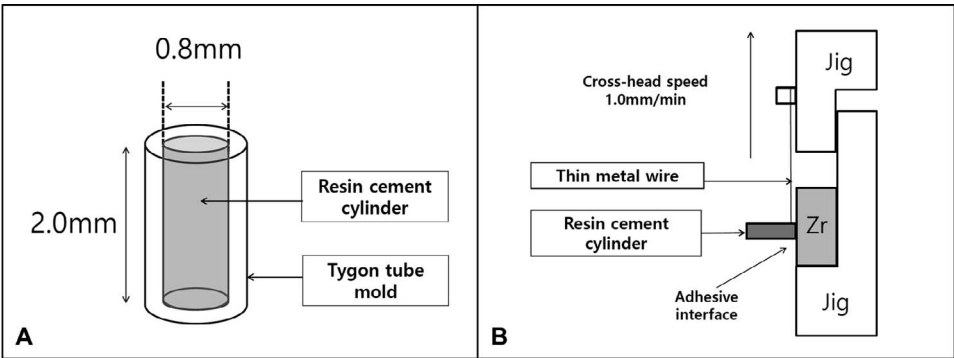 0.8mm
2.0mm
Resin cement
cylinder
Tygon tube
mold
A
Cross-head speed
1.0mm/min
Jig
Thin metal wire
Resin cement
cylinder
Zr
Adhesive
interface
Jig
B